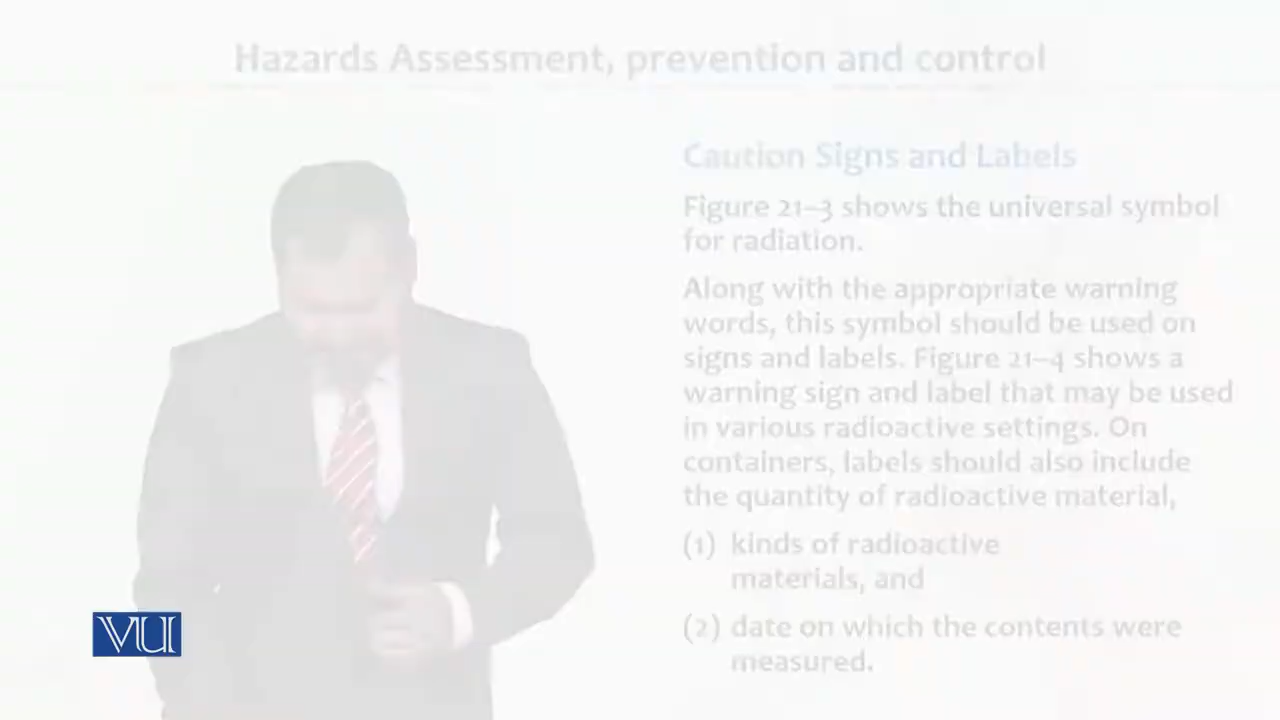 Hazards Assessment, prevention and control
Caution Signs and Labels
Figure 21–3 shows the universal symbol
for radiation.
Along with the appropriate warning
words, this symbol should be used on
signs and labels. Figure 21–4 shows a
warning sign and label that may be used
in various radioactive settings. On
containers, labels should also include
the quantity of radioactive material,
(1) kinds of radioactive
materials, and
(2) date on which the contents were
measured.
VU